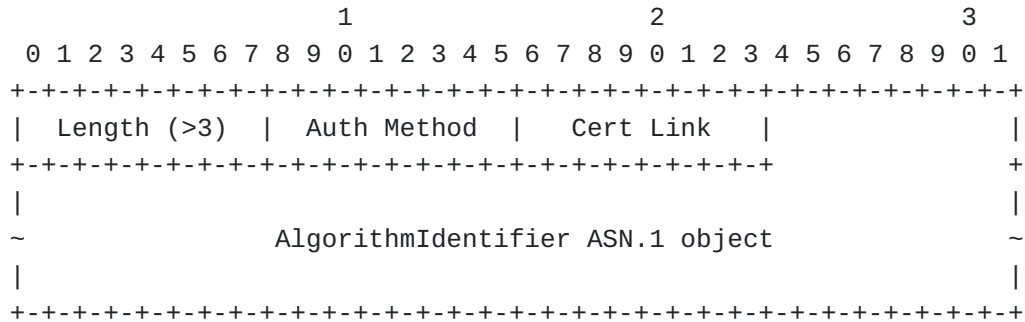 1                   2                   3
 0 1 2 3 4 5 6 7 8 9 0 1 2 3 4 5 6 7 8 9 0 1 2 3 4 5 6 7 8 9 0 1
+-+-+-+-+-+-+-+-+-+-+-+-+-+-+-+-+-+-+-+-+-+-+-+-+-+-+-+-+-+-+-+-+
|  Length (>3)  |  Auth Method  |   Cert Link   |               |
+-+-+-+-+-+-+-+-+-+-+-+-+-+-+-+-+-+-+-+-+-+-+-+-+               +
|                                                               |
~                AlgorithmIdentifier ASN.1 object               ~
|                                                               |
+-+-+-+-+-+-+-+-+-+-+-+-+-+-+-+-+-+-+-+-+-+-+-+-+-+-+-+-+-+-+-+-+